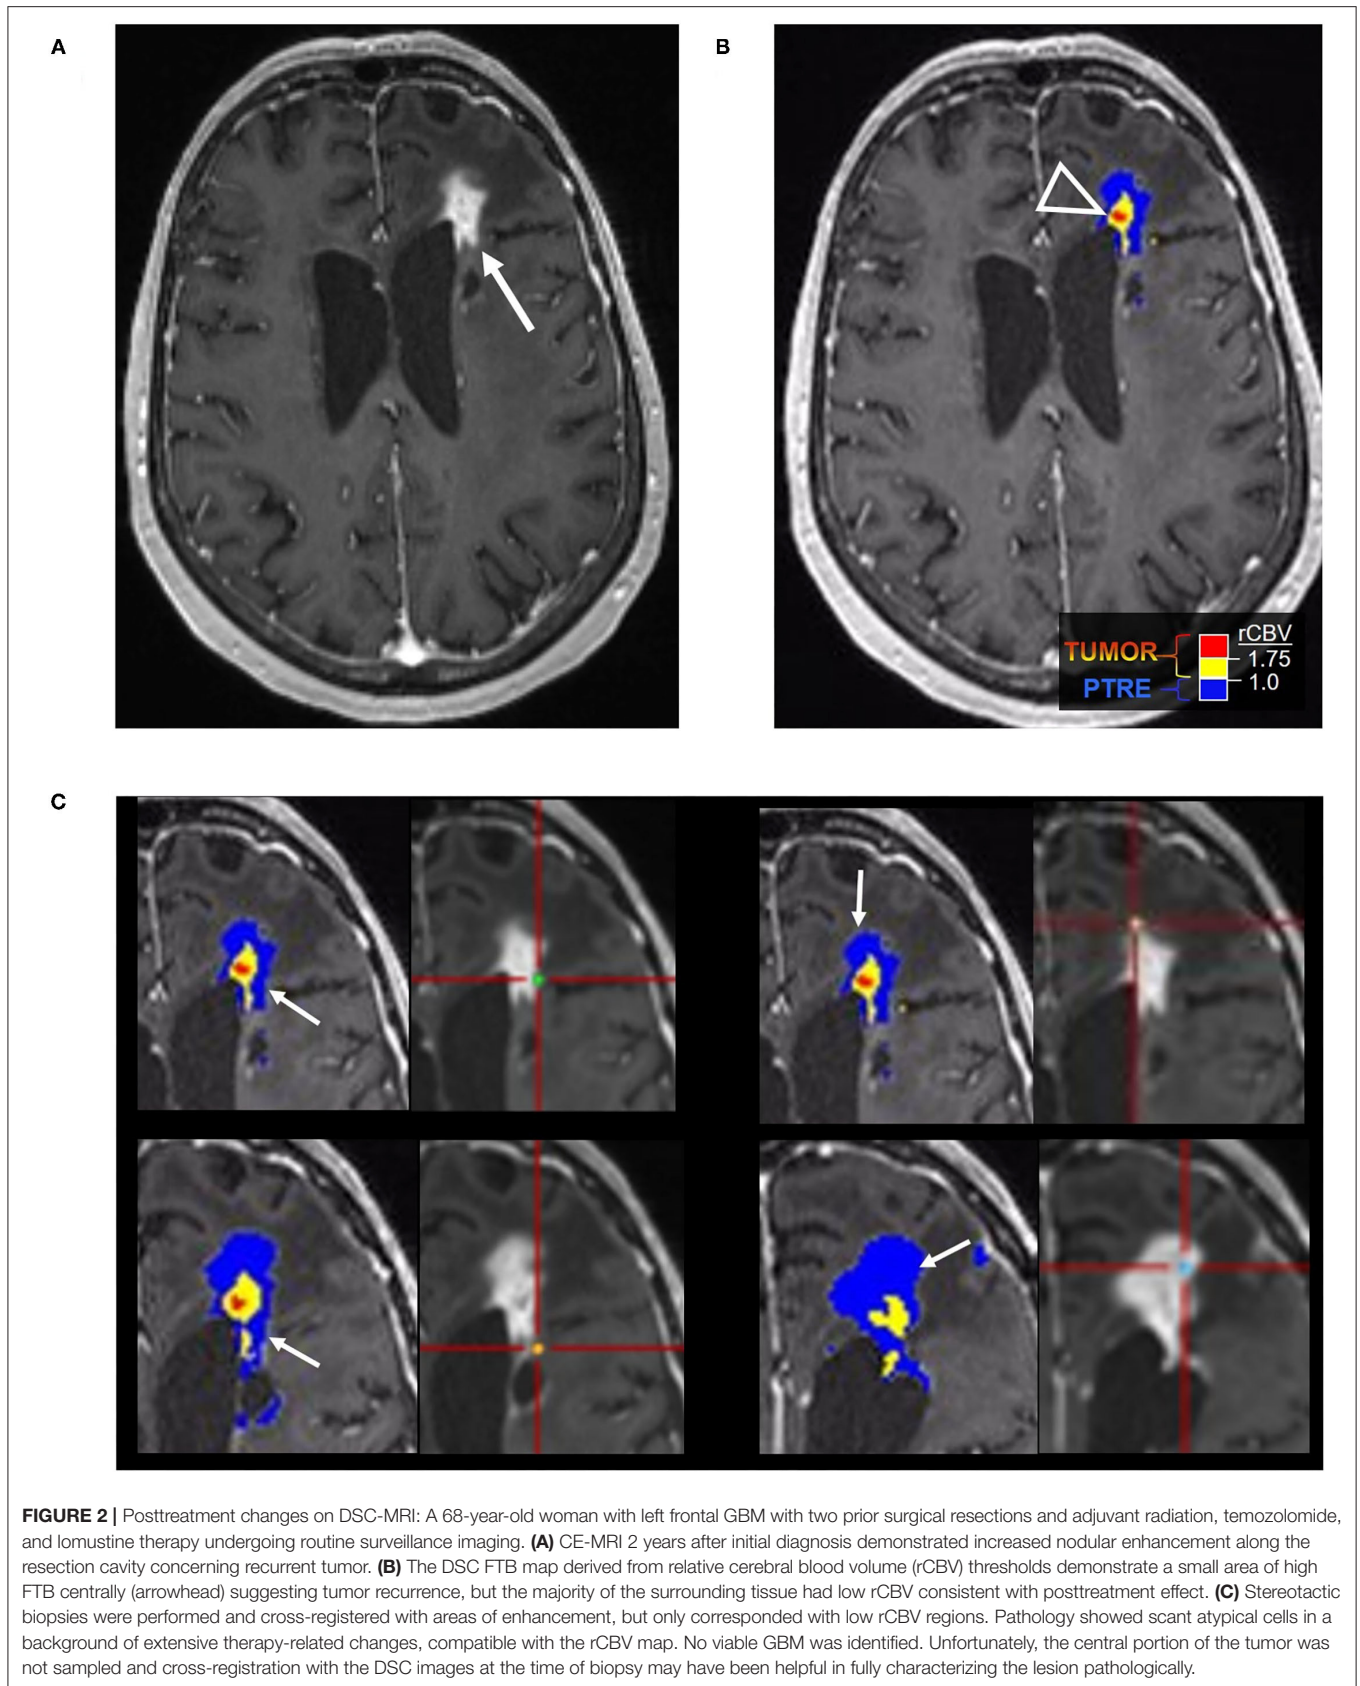 A
B
rCBV
TUMOR
1.75
PTRE
1.0
C
FIGURE 2 | Posttreatment changes on DSC-MRI: A 68-year-old woman with left frontal GBM with two prior surgical resections and adjuvant radiation, temozolomide,
and lomustine therapy undergoing routine surveillance imaging. (A) CE-MRI 2 years after initial diagnosis demonstrated increased nodular enhancement along the
resection cavity concerning recurrent tumor. (B) The DSC FTB map derived from relative cerebral blood volume (rCBV) thresholds demonstrate a small area of high
FTB centrally (arrowhead) suggesting tumor recurrence, but the majority of the surrounding tissue had low rCBV consistent with posttreatment effect. (C) Stereotactic
biopsies were performed and cross-registered with areas of enhancement, but only corresponded with low rCBV regions. Pathology showed scant atypical cells in a
background of extensive therapy-related changes, compatible with the rCBV map. No viable GBM was identified. Unfortunately, the central portion of the tumor was
not sampled and cross-registration with the DSC images at the time of biopsy may have been helpful in fully characterizing the lesion pathologically.